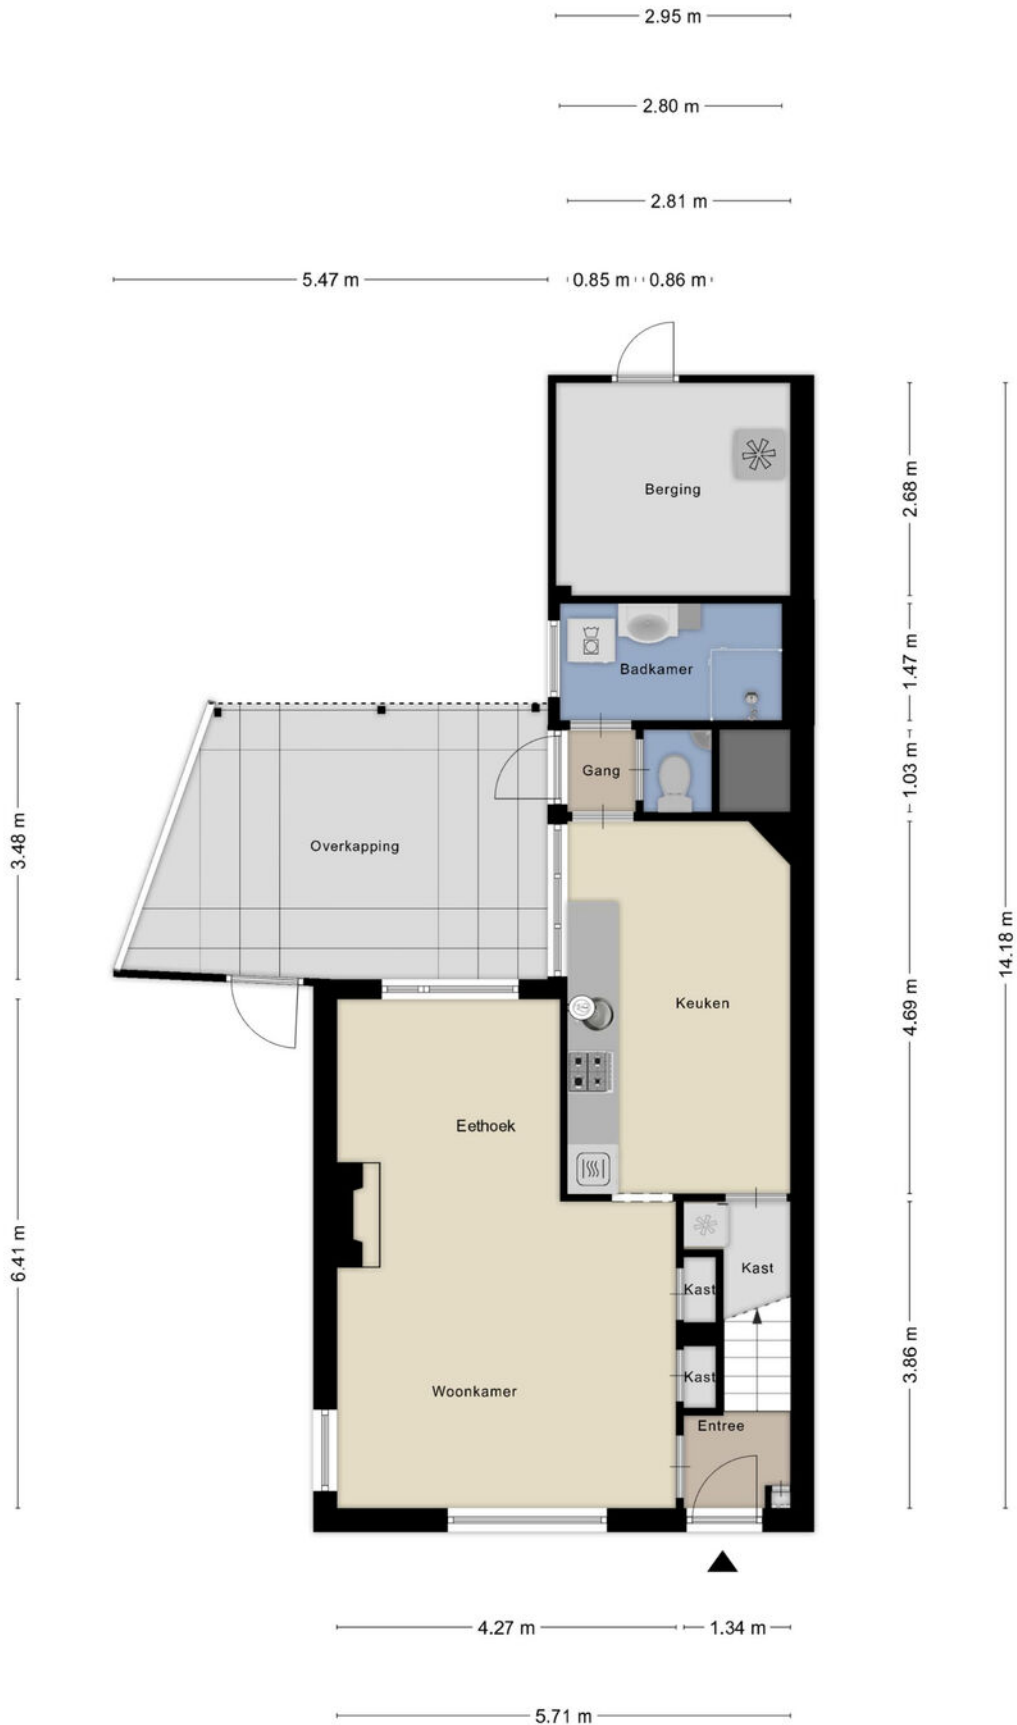 2.95 m
2.80 m
2.81 m
5.47 m
0.85 m
0.86 m
Berging
2.68 m
Badkamer
1.47 m
Gang
1.03 m
Overkapping
3.48 m
14.18 m
Keuken
4.69 m
Eethoek
6.41 m
Kast
Kast
3.86 m
Kast
Woonkamer
Entree
4.27 m
1.34 m
5.71 m